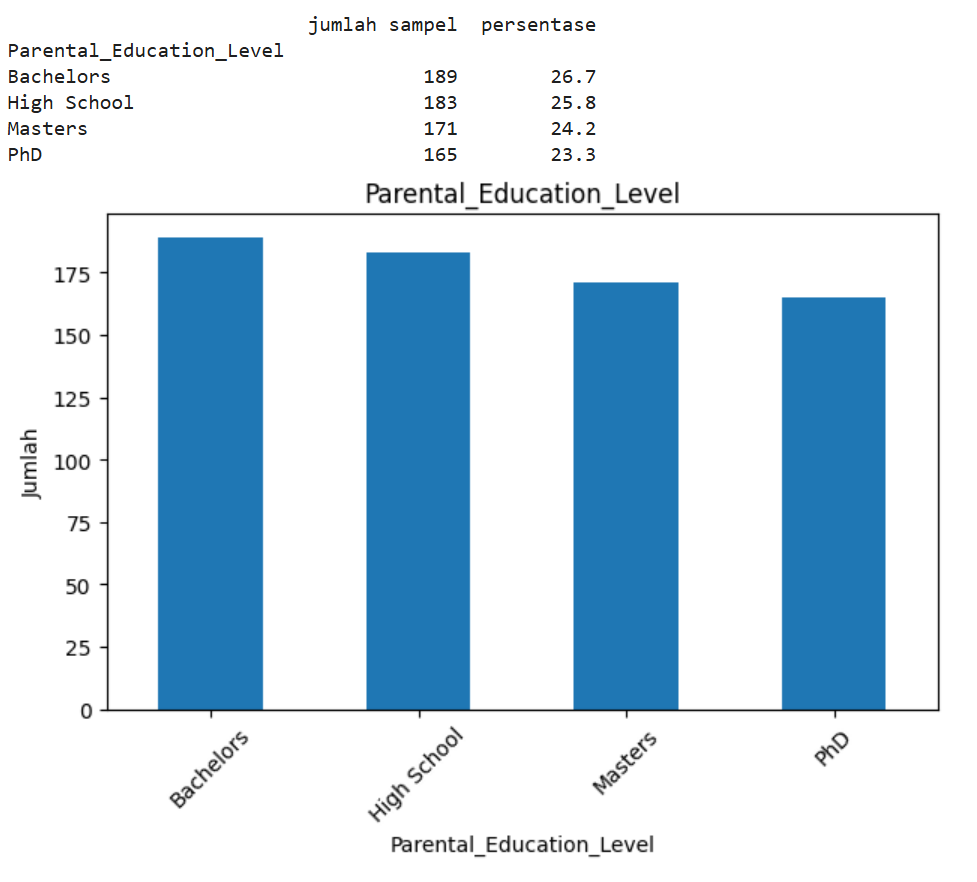 jumlah sampel persentase
Parental_Education_Level
Bachelors 189 26.7
High School 183 25.8
Masters 171 24.2
PhD 165 23.3
Parental_Education_Level
Jumlah
175
150
125
100
75
50
25
0
Bachelors
High School
Masters
PhD
Parental_Education_Level